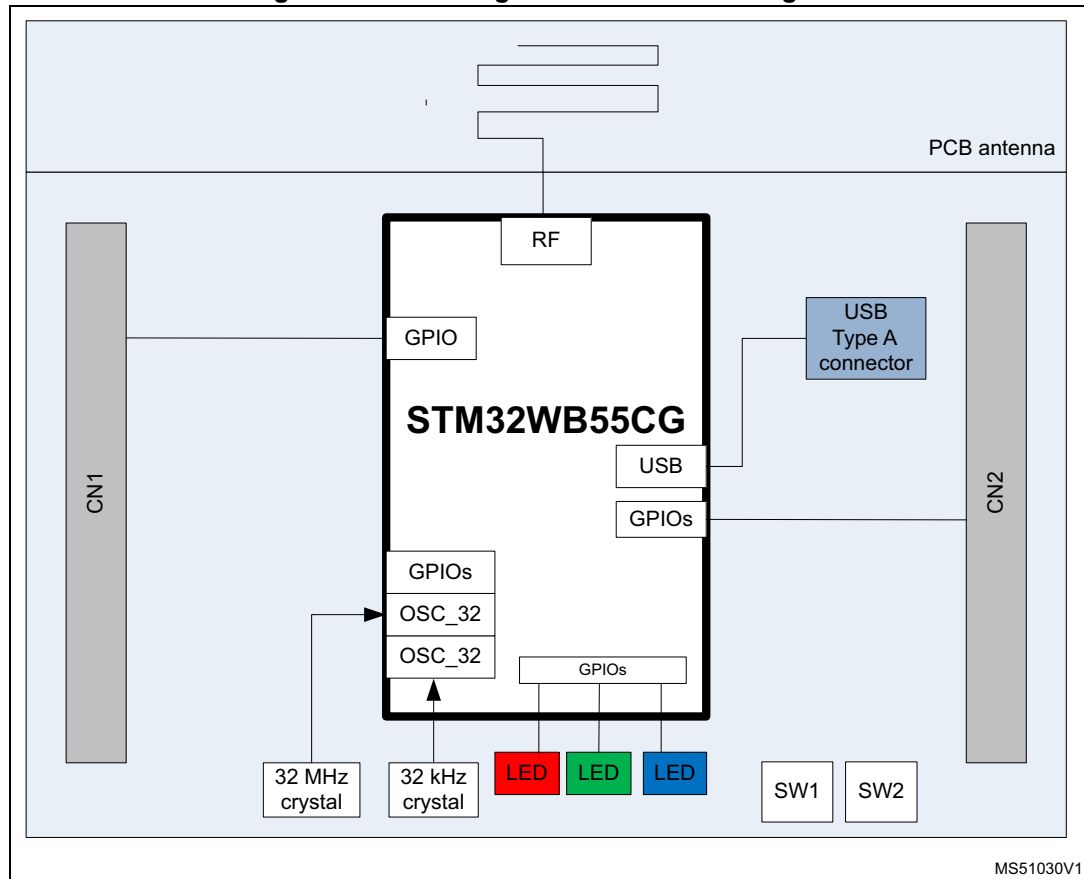 PCB antenna
RF
USB
Type A
connector
GPIO
STM32WB55CG
USB
CN1
CN2
GPIOs
GPIOs
OSC_32
OSC_32
GPIOs
32 MHz
crystal
32 kHz
crystal
LED
LED
LED
SW1
SW2
MS51030V1